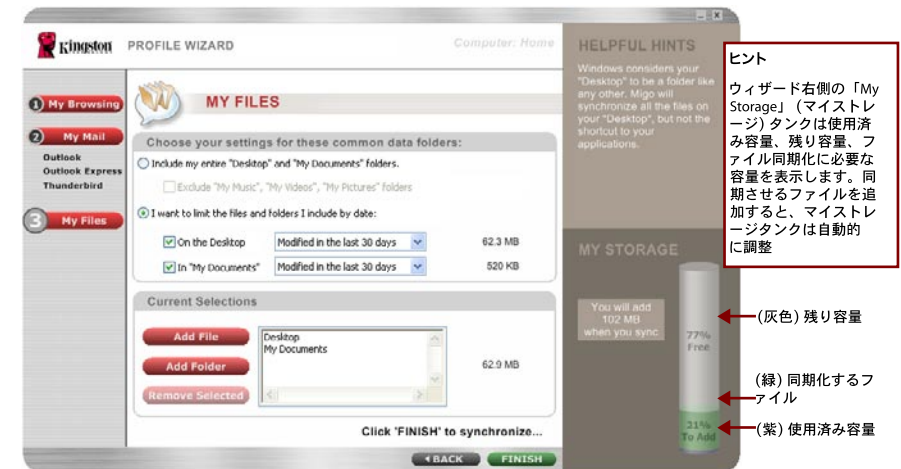 Kingston
PROFILE WIZARD
Computer: Home
1 My Browsing
2 My Mail
Outlook
Outlook Express
Thunderbird
3 My Files
MY FILES
Choose your settings for these common data folders:
Include my entire "Desktop" and "My Documents" folders.
Exclude "My Music", "My Videos", "My Pictures" folders
I want to limit the files and folders I include by date:
On the Desktop Modified in the last 30 days 62.3 MB
In "My Documents" Modified in the last 30 days 520 KB
Current Selections
Add File
Add Folder
Remove Selected
Desktop
My Documents
62.9 MB
Click 'FINISH' to synchronize...
BACK
FINISH
HELPFUL HINTS
Windows considers your
"Desktop" to be a folder like
any other. Migo will
synchronize all the files on
your "Desktop", but not the
shortcut to your
applications.
MY STORAGE
You will add
102 MB
when you sync
77%
Free
21%
To Add
ヒント
ウィザード右側の「My
Storage」(マイストレ
ージ) タンクは使用済
み容量、残り容量、フ
ァイル同期化に必要な
容量を表示します。同
期させるファイルを追
加すると、マイストレ
ージタンクは自動的
に調整
(灰色) 残り容量
(緑) 同期化するフ
ァイル
(紫) 使用済み容量